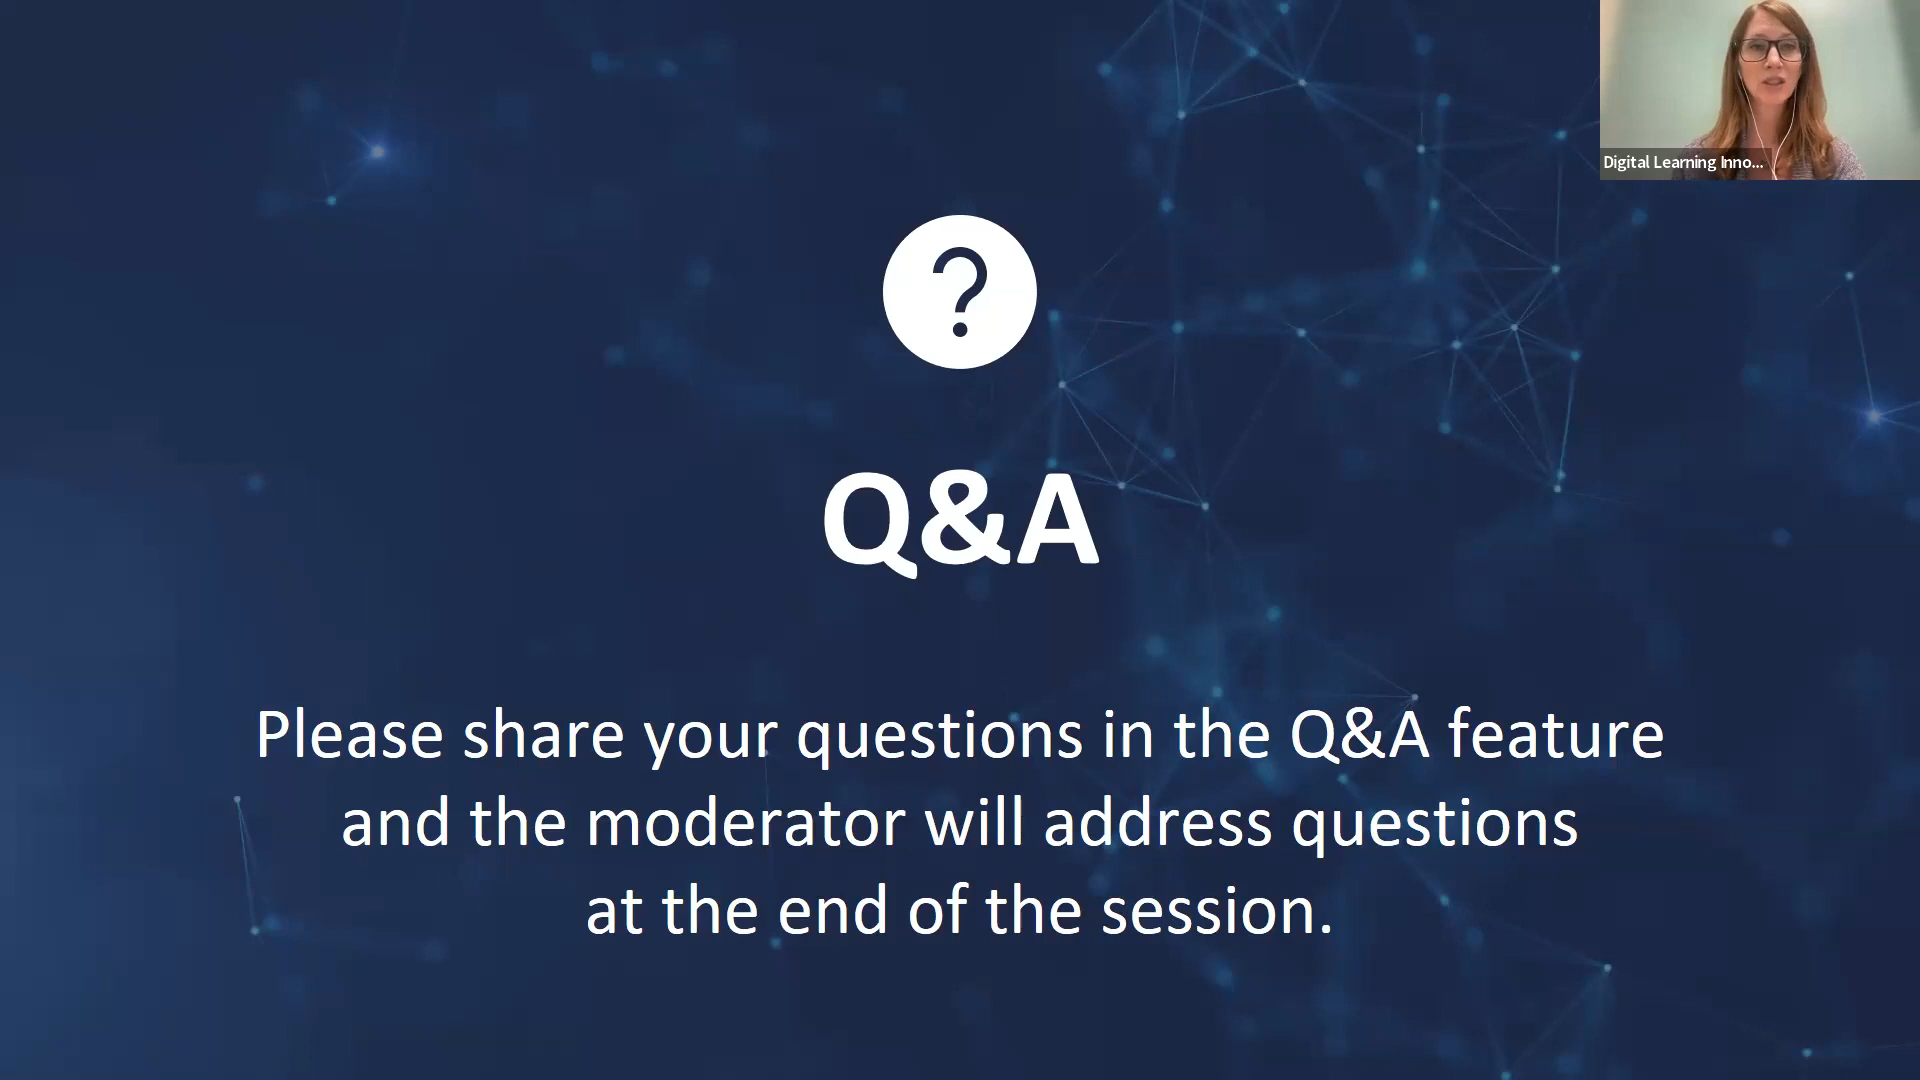 Digital Learning Inno...
?
Q&A
Please share your questions in the Q&A feature
and the moderator will address questions
at the end of the session.